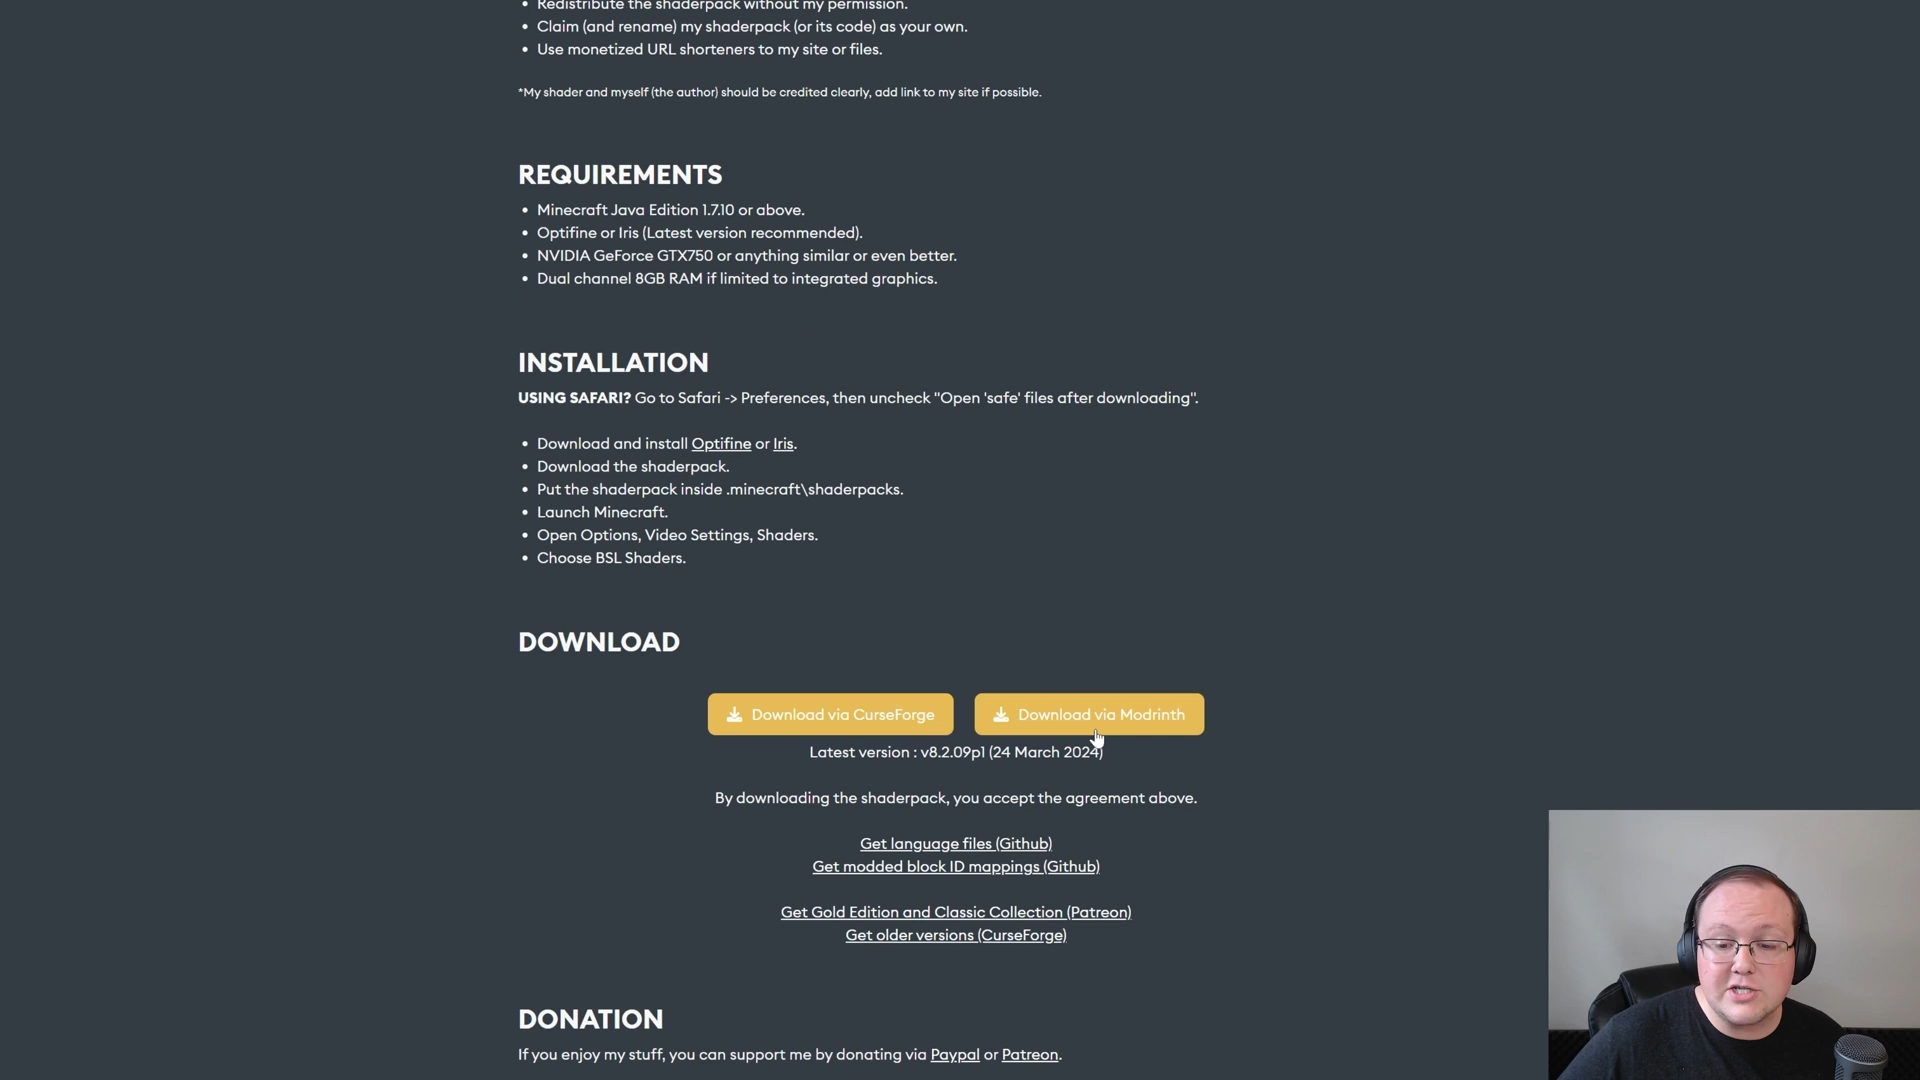 Redistribute the shaderpack without my permission.
Claim (and rename) my shaderpack (or its code) as your own.
Use monetized URL shorteners to my site or files.
*My shader and myself (the author) should be credited clearly, add link to my site if possible.
REQUIREMENTS
Minecraft Java Edition 1.7.10 or above.
Optifine or Iris (Latest version recommended).
NVIDIA GeForce GTX750 or anything similar or even better.
Dual channel 8GB RAM if limited to integrated graphics.
INSTALLATION
USING SAFARI? Go to Safari -> Preferences, then uncheck "Open 'safe' files after downloading".
Download and install Optifine or Iris.
Download the shaderpack.
Put the shaderpack inside .minecraft\shaderpacks.
Launch Minecraft.
Open Options, Video Settings, Shaders.
Choose BSL Shaders.
DOWNLOAD
Download via CurseForge
Download via Modrinth
Latest version : v8.2.09p1 (24 March 2024)
By downloading the shaderpack, you accept the agreement above.
Get language files (Github)
Get modded block ID mappings (Github)
Get Gold Edition and Classic Collection (Patreon)
Get older versions (CurseForge)
DONATION
If you enjoy my stuff, you can support me by donating via Paypal or Patreon.